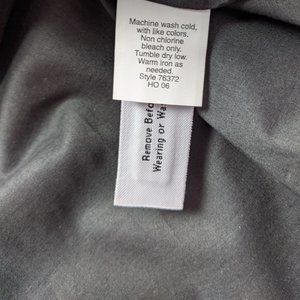 Machine wash cold,
with like colors.
Non chlorine
bleach only.
Tumble dry low.
Warm iron as
needed.
Style 76372
HO 06
Remove Before
Wearing or